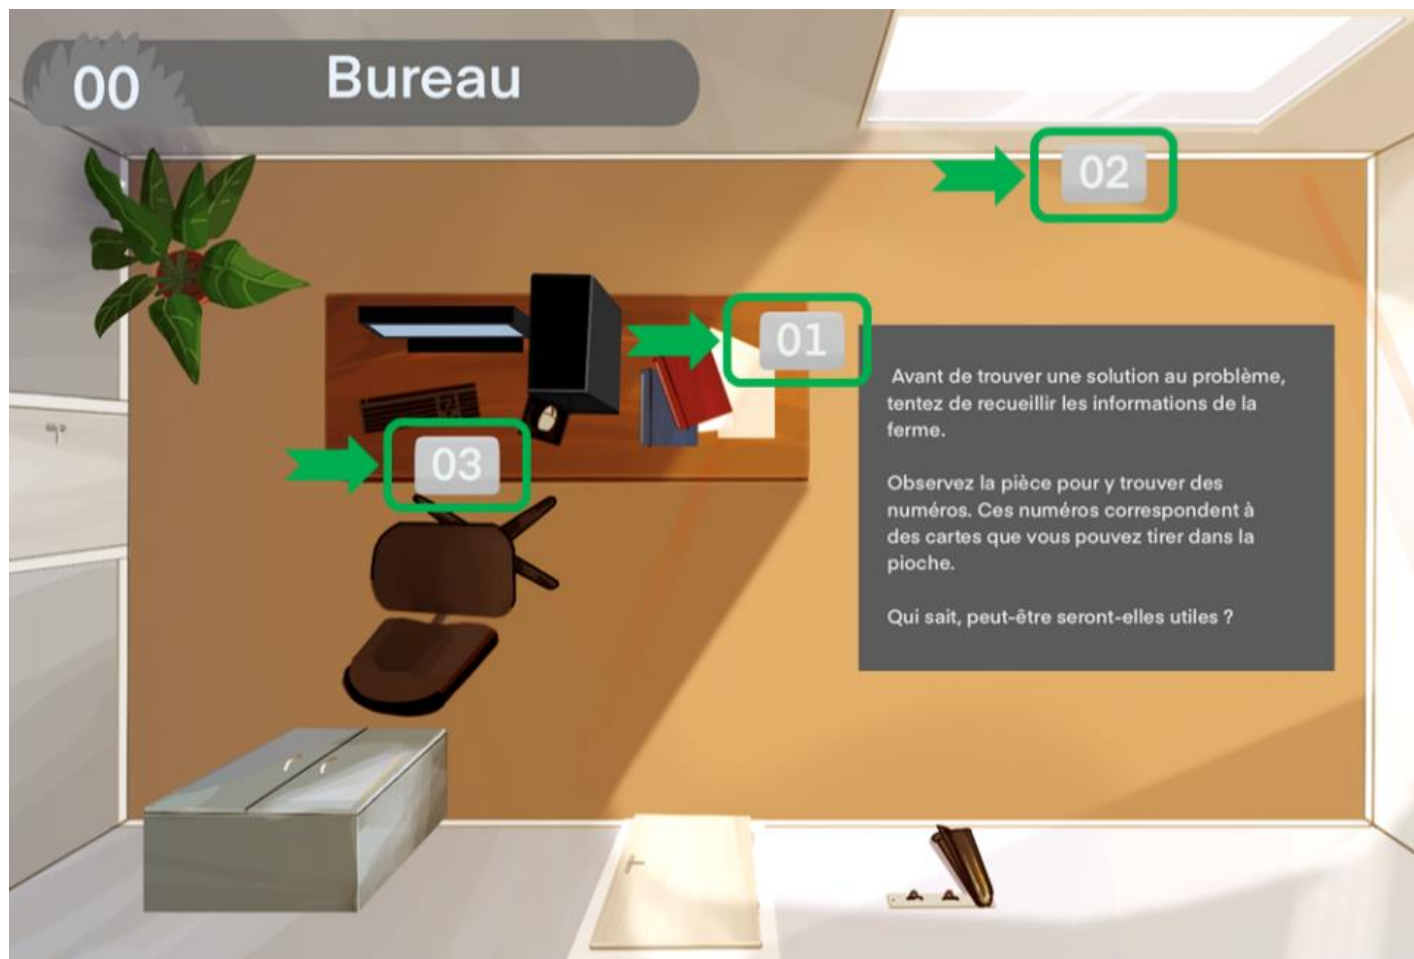 00 Bureau
02
01
03
Avant de trouver une solution au problème,
tentez de recueillir les informations de la
ferme.
Observez la pièce pour y trouver des
numéros. Ces numéros correspondent à
des cartes que vous pouvez tirer dans la
pioche.
Qui sait, peut-être seront-elles utiles ?